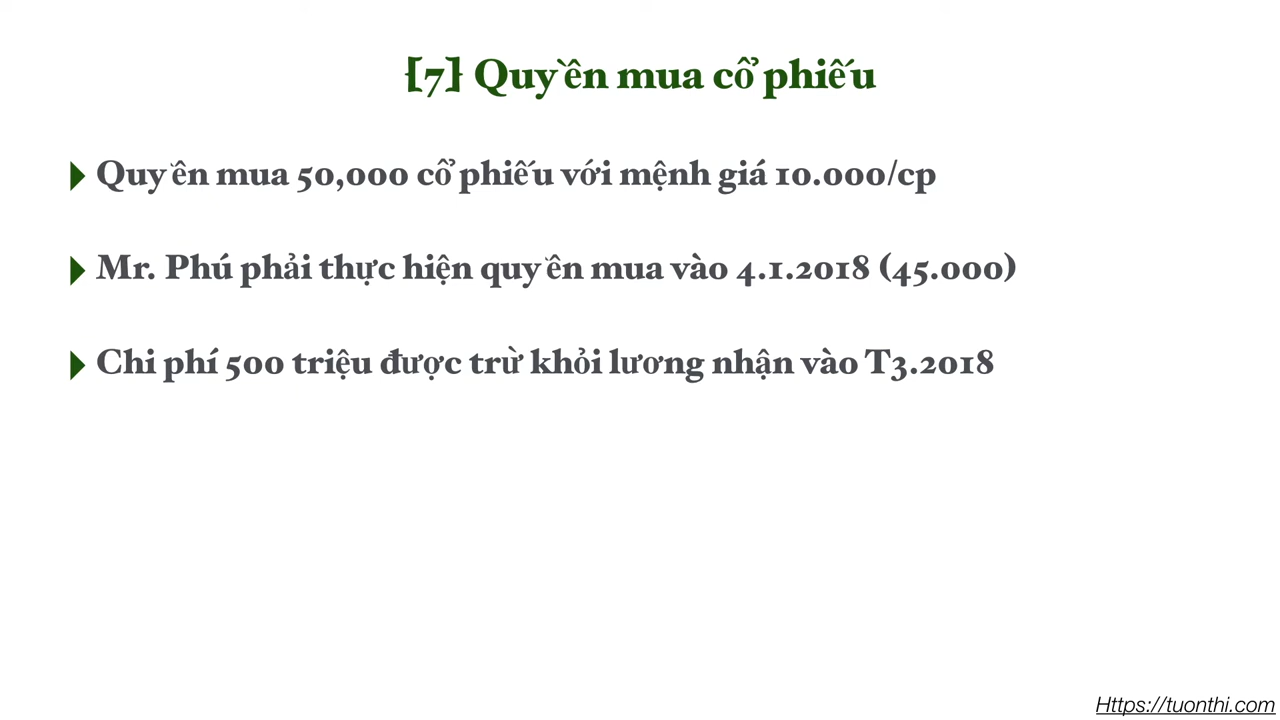 [7] Quyền mua cổ phiếu
Quyền mua 50,000 cổ phiếu với mệnh giá 10.000/cp
Mr. Phú phải thực hiện quyền mua vào 4.1.2018 (45.000)
Chi phí 500 triệu được trừ khỏi lương nhận vào T3.2018
Https://tuonthi.com